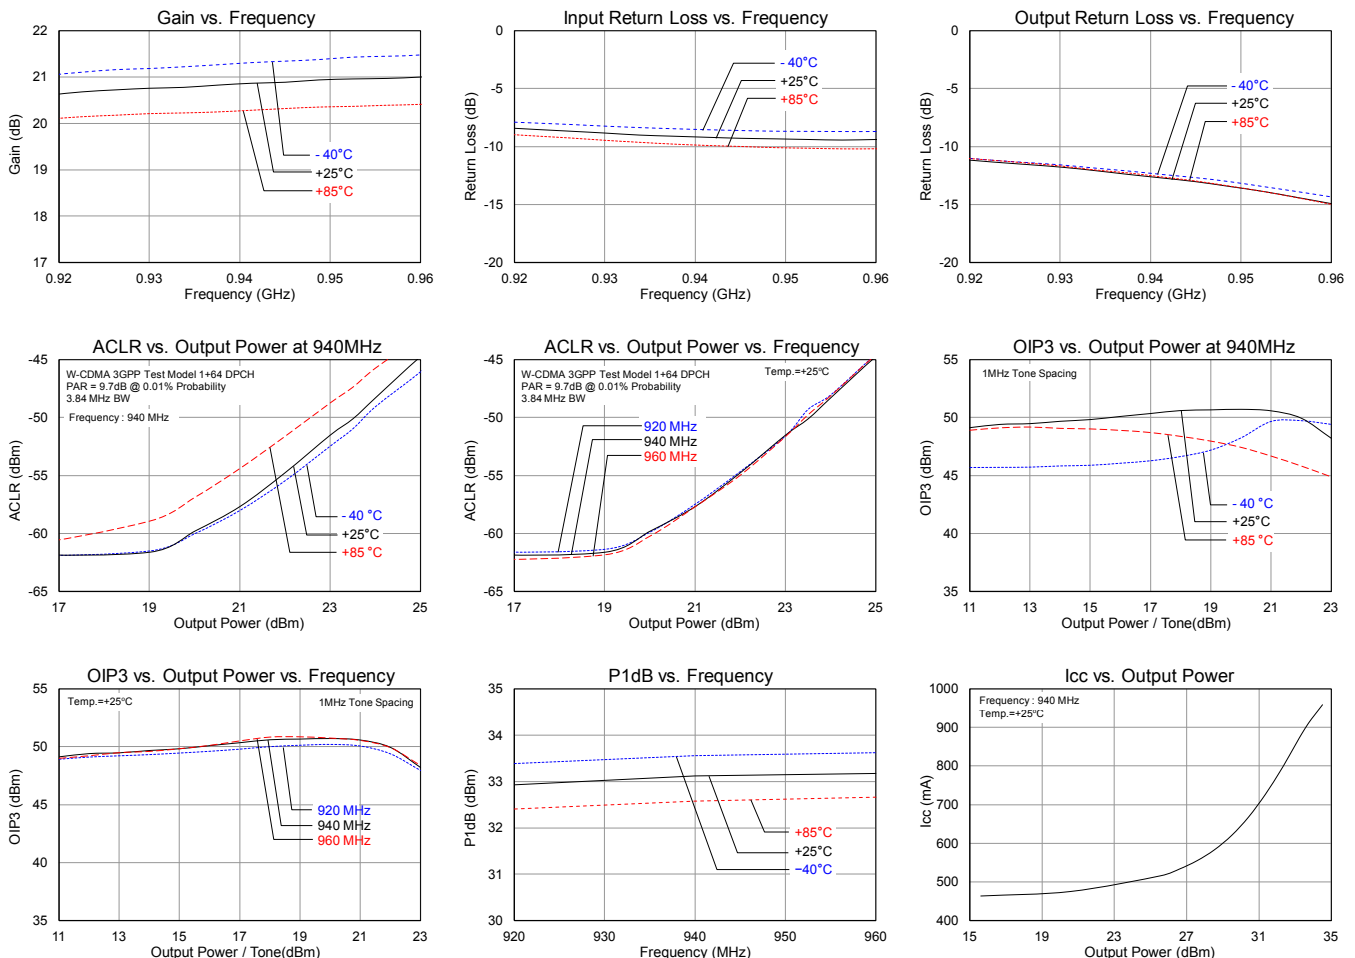 Gain vs. Frequency
22
21
20
19
18
17
Gain (dB)
- 40°C
+25°C
+85°C
0.92
0.93
0.94
0.95
0.96
Frequency (GHz)
Input Return Loss vs. Frequency
0
-5
-10
-15
-20
Return Loss (dB)
- 40°C
+25°C
+85°C
0.92
0.93
0.94
0.95
0.96
Frequency (GHz)
Output Return Loss vs. Frequency
0
-5
-10
-15
-20
Return Loss (dB)
- 40°C
+25°C
+85°C
0.92
0.93
0.94
0.95
0.96
Frequency (GHz)
ACLR vs. Output Power at 940MHz
-45
-50
-55
-60
-65
ACLR (dBm)
W-CDMA 3GPP Test Model 1+64 DPCH
PAR = 9.7dB @ 0.01% Probability
3.84 MHz BW
Frequency : 940 MHz
- 40 °C
+25°C
+85 °C
17
19
21
23
25
Output Power (dBm)
ACLR vs. Output Power vs. Frequency
-45
-50
-55
-60
-65
ACLR (dBm)
W-CDMA 3GPP Test Model 1+64 DPCH
PAR = 9.7dB @ 0.01% Probability
3.84 MHz BW
Temp.=+25°C
920 MHz
940 MHz
960 MHz
17
19
21
23
25
Output Power (dBm)
OIP3 vs. Output Power at 940MHz
55
50
45
40
35
OIP3 (dBm)
1MHz Tone Spacing
- 40 °C
+25°C
+85 °C
11
13
15
17
19
21
23
Output Power / Tone(dBm)
OIP3 vs. Output Power vs. Frequency
55
50
45
40
35
OIP3 (dBm)
Temp.=+25°C
1MHz Tone Spacing
920 MHz
940 MHz
960 MHz
11
13
15
17
19
21
23
Output Power / Tone(dBm)
P1dB vs. Frequency
35
34
33
32
31
30
P1dB (dBm)
+85°C
+25°C
−40°C
920
930
940
950
960
Frequency (MHz)
Icc vs. Output Power
1000
900
800
700
600
500
400
Icc (mA)
Frequency : 940 MHz
Temp.=+25°C
15
19
23
27
31
35
Output Power (dBm)